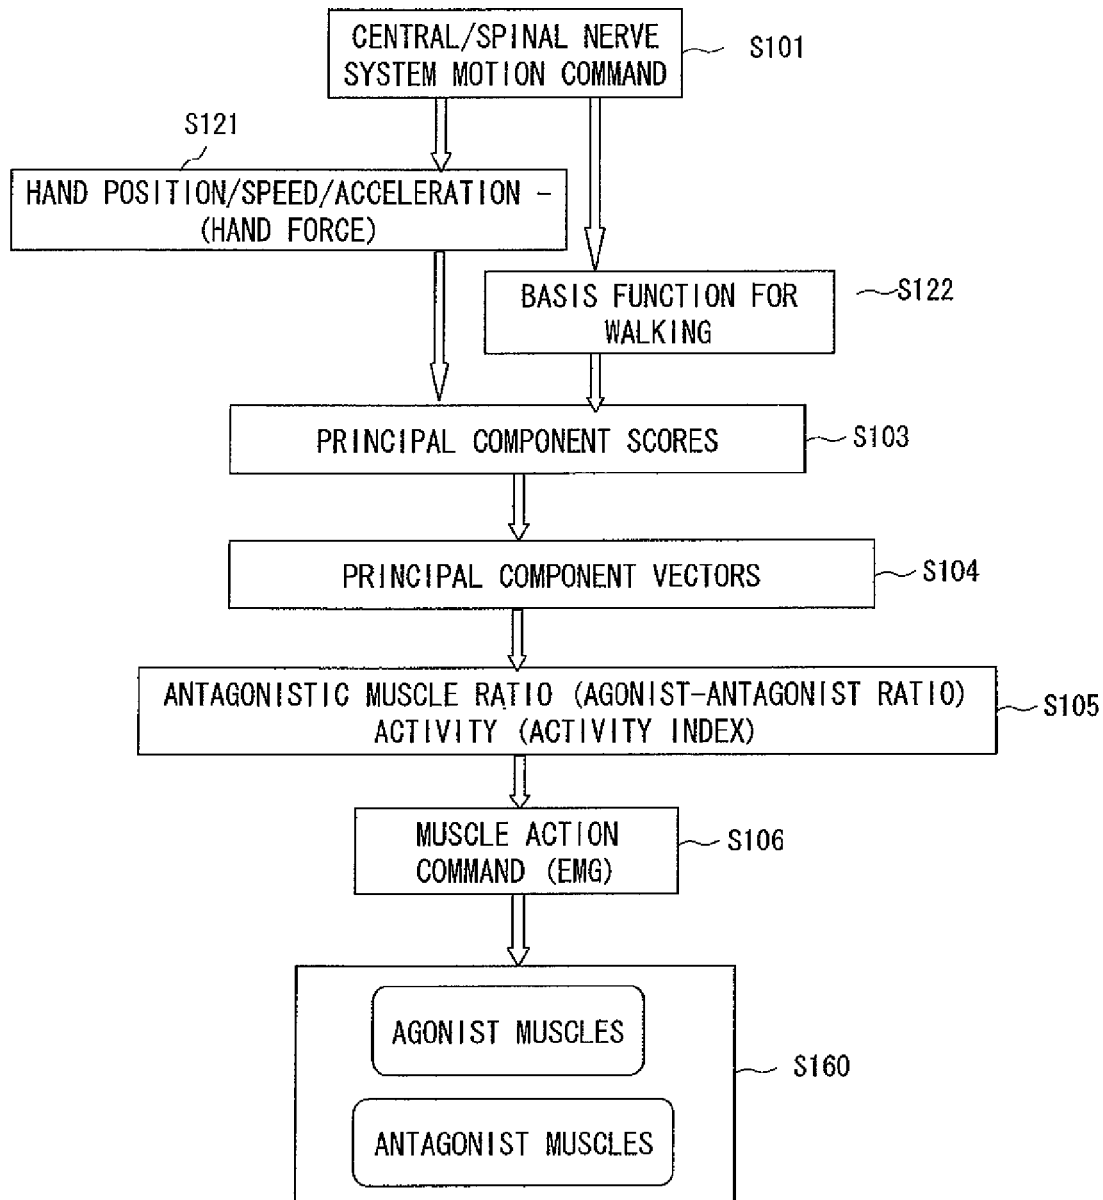 CENTRAL/SPINAL NERVE
SYSTEM MOTION COMMAND
S101
S121
HAND POSITION/SPEED/ACCELERATION -
(HAND FORCE)
BASIS FUNCTION FOR
WALKING
S122
PRINCIPAL COMPONENT SCORES
S103
PRINCIPAL COMPONENT VECTORS
S104
ANTAGONISTIC MUSCLE RATIO (AGONIST-ANTAGONIST RATIO)
ACTIVITY (ACTIVITY INDEX)
S105
MUSCLE ACTION
COMMAND (EMG)
S106
AGONIST MUSCLES
S160
ANTAGONIST MUSCLES